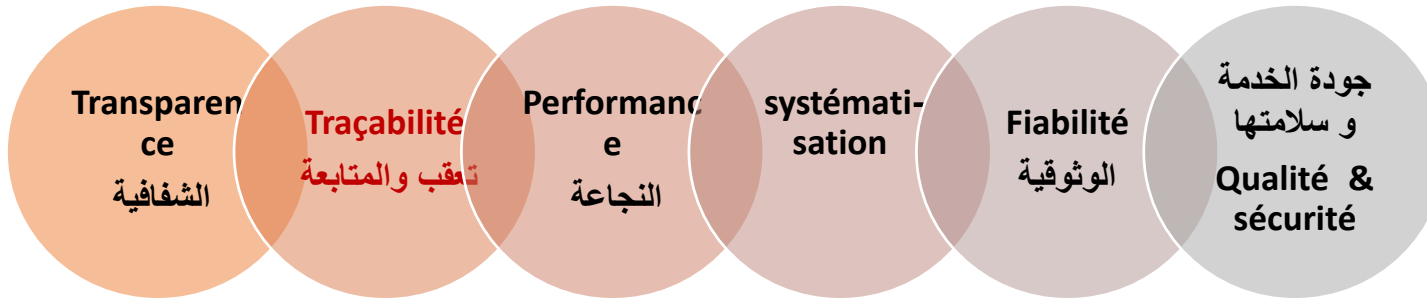 Transparen
ce
الشفافية
Traçabilité
تعقب والمتابعة
Performanc
e
النجاعة
systémati-
sation
Fiabilité
الوثوقية
جودة الخدمة
و سلامتها
Qualité &
sécurité